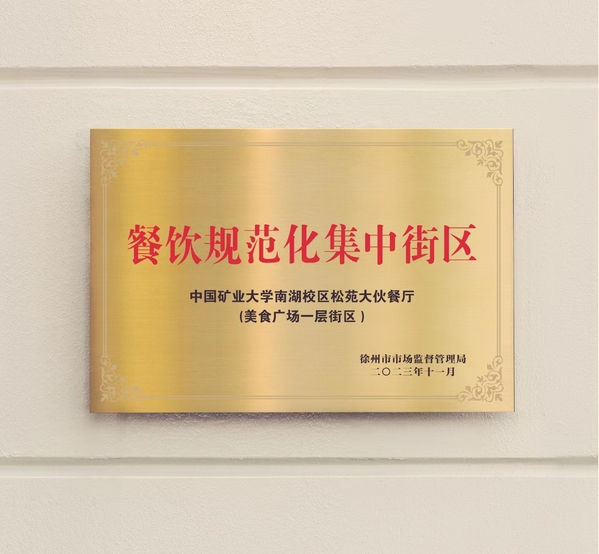 餐饮规范化集中街区
中国矿业大学南湖校区松苑大伙餐厅
(美食广场一层街区)
徐州市市场监督管理局
二〇二三年十一月